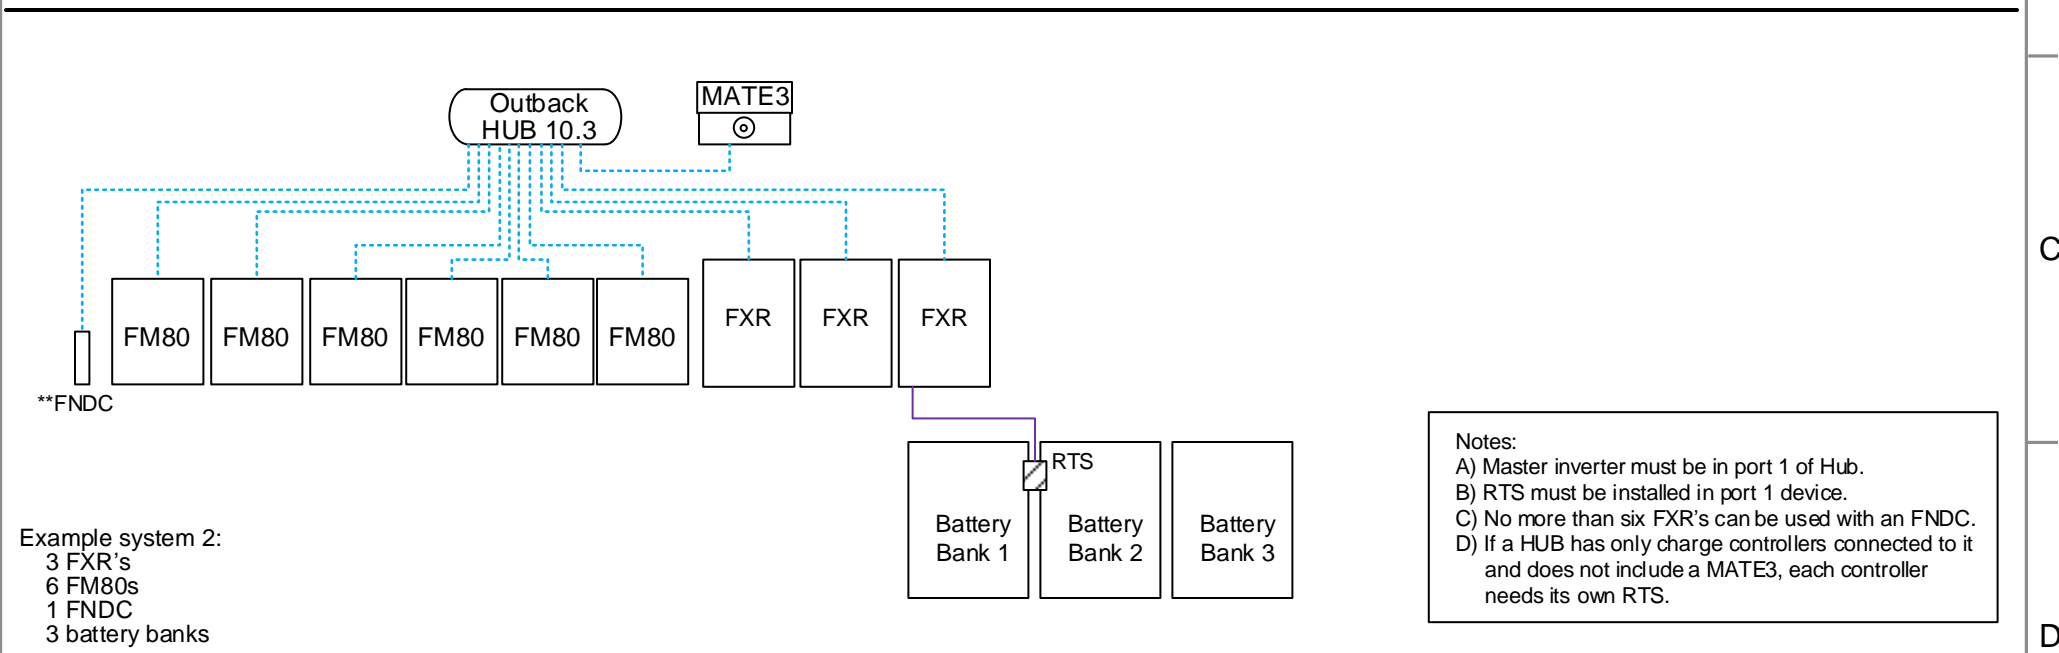 Outback
HUB 10.3
MATE3
C
FM80
FM80
FM80
FM80
FM80
FM80
FXR
FXR
FXR
**FNDC
RTS
Battery
Bank 1
Battery
Bank 2
Battery
Bank 3
Example system 2:
3 FXR's
6 FM80s
1 FNDC
3 battery banks
Notes:
A) Master inverter must be in port 1 of Hub.
B) RTS must be installed in port 1 device.
C) No more than six FXR's can be used with an FNDC.
D) If a HUB has only charge controllers connected to it
and does not include a MATE3, each controller
needs its own RTS.
D